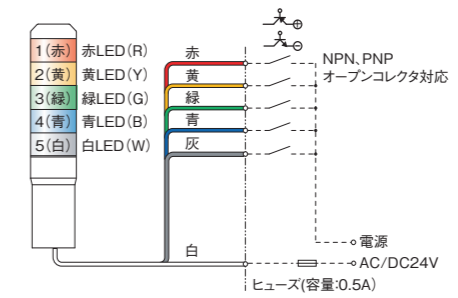 1(赤) 赤LED(R)
2(黄) 黄LED(Y)
3(緑) 緑LED(G)
4(青) 青LED(B)
5(白) 白LED(W)
赤
黄
緑
青
灰
白
NPN、PNP
オープンコレクタ対応
電源
AC/DC24V
ヒューズ(容量:0.5A)